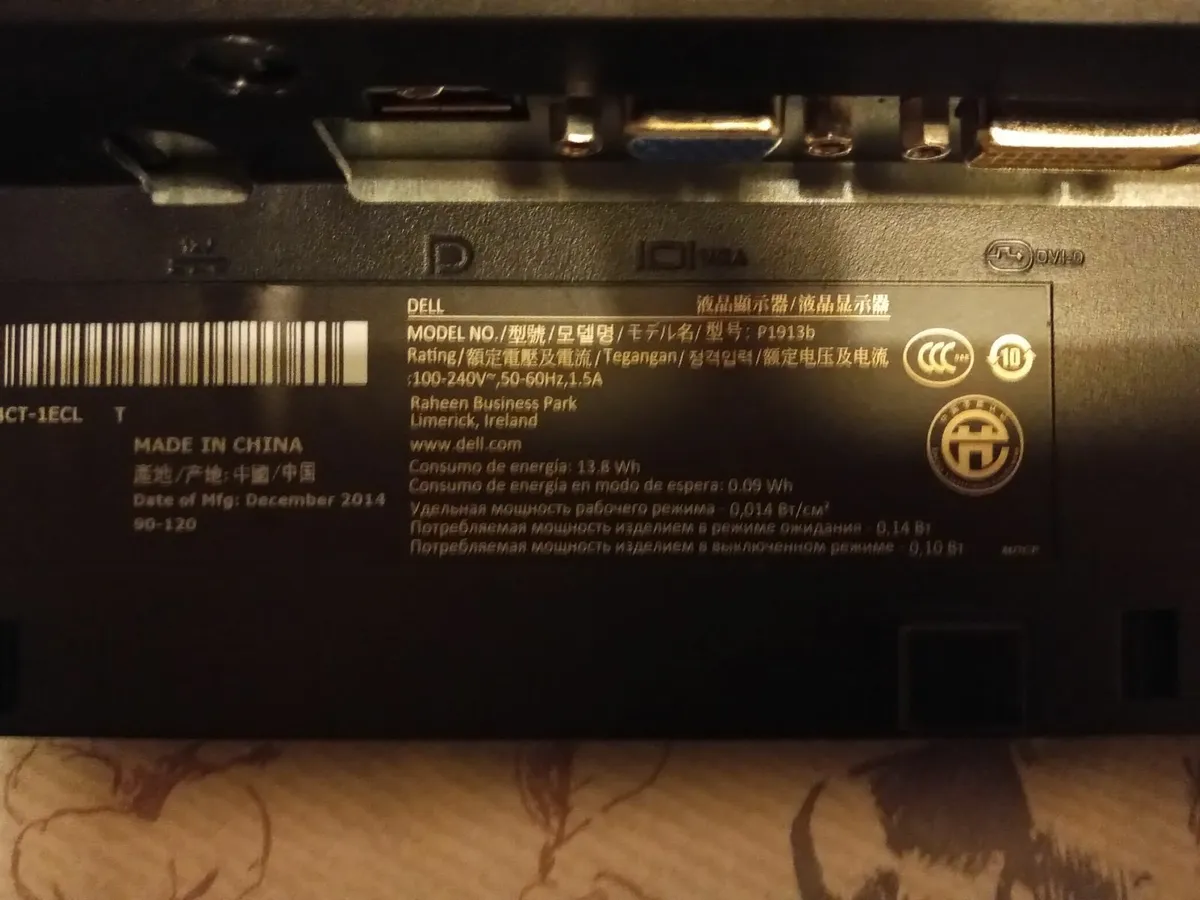 VGA
DVI-D
DELL 液晶顯示器/液晶显示器
MODEL NO./型號/모델명/モデル名/型号: P1913b
Rating/額定電壓及電流/Tegangan/정격입력/额定电压及电流
:100-240V~,50-60Hz,1.5A
Raheen Business Park
Limerick, Ireland
www.dell.com
Consumo de energía: 13.8 Wh
Consumo de energía en modo de espera: 0.09 Wh
Удельная мощность рабочего режима - 0,014 Вт/см²
Потребляемая мощность изделием в режиме ожидания - 0,14 Вт
Потребляемая мощность изделием в выключенном режиме - 0,10 Вт
CCC
10
CT-1ECL T
MADE IN CHINA
產地/产地: 中國/中国
Date of Mfg: December 2014
90-120